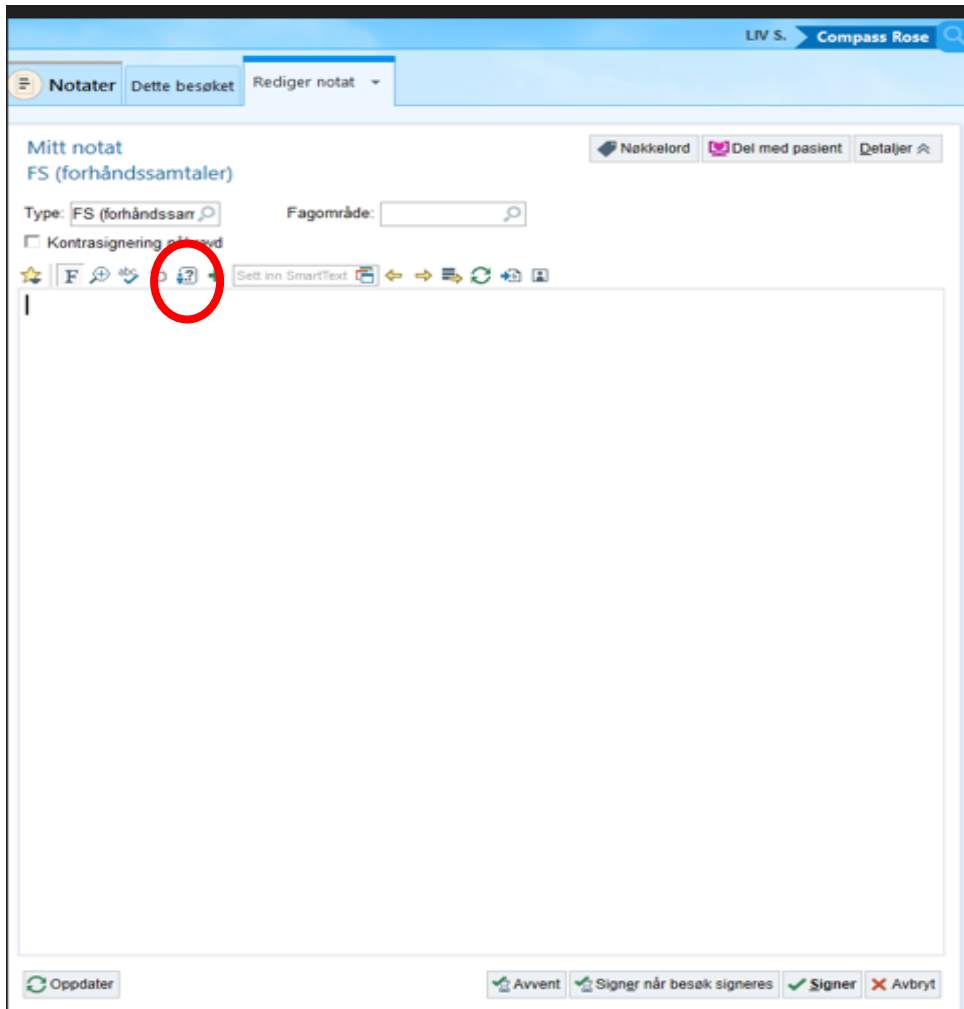 LIV S. Compass Rose
Notater Dette besøket Rediger notat
Mitt notat
Nøkkelord Del med pasient Detaljer
FS (forhåndssamtaler)
Type: FS (forhåndssam Fagområde:
Kontrasignering
F abc ? Sett inn SmartText
Oppdater Avvent Signer når besøk signeres Signer Avbryt